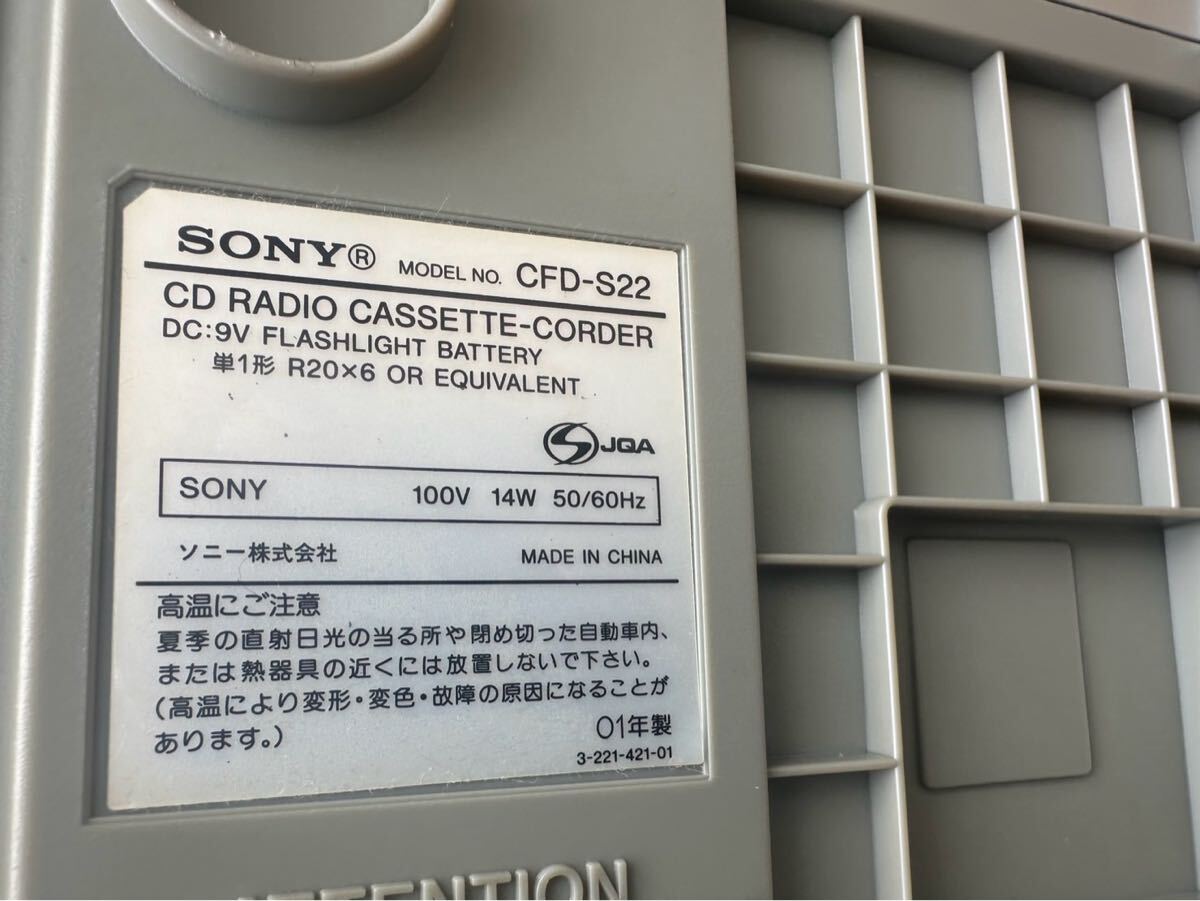 SONY® MODEL NO. CFD-S22
CD RADIO CASSETTE-CORDER
DC:9V FLASHLIGHT BATTERY
単1形 R20×6 OR EQUIVALENT
JQA
SONY 100V 14W 50/60Hz
ソニー株式会社 MADE IN CHINA
高温にご注意
夏季の直射日光の当る所や閉め切った自動車内、
または熱器具の近くには放置しないで下さい。
(高温により変形・変色・故障の原因になることが
あります。) 01年製
3-221-421-01
ATTENTION